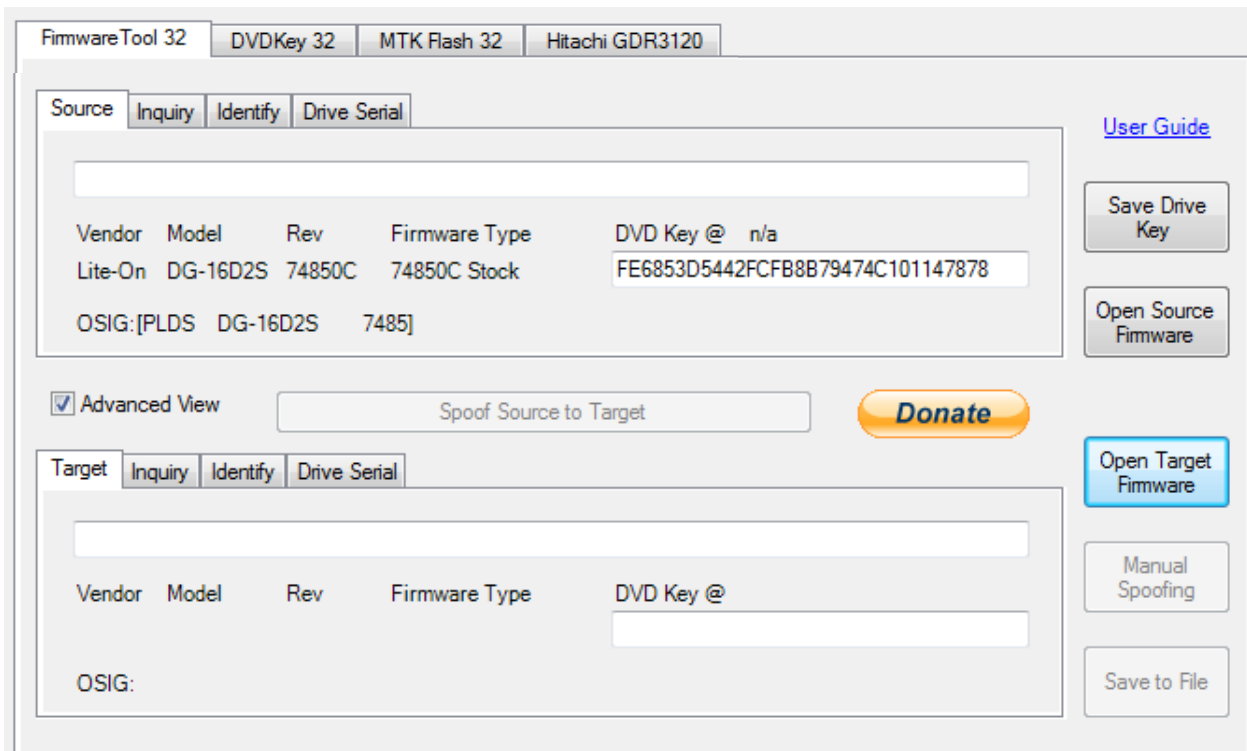 FirmwareTool 32 DVDKey 32 MTK Flash 32 Hitachi GDR3120
Source Inquiry Identify Drive Serial
User Guide
Save Drive
Key
Vendor Model Rev Firmware Type DVD Key @ n/a
Lite-On DG-16D2S 74850C 74850C Stock FE6853D5442FCFB8B79474C101147878
OSIG:[PLDS DG-16D2S 7485]
Open Source
Firmware
Advanced View Spoof Source to Target Donate
Target Inquiry Identify Drive Serial
Open Target
Firmware
Vendor Model Rev Firmware Type DVD Key @
Manual
Spoofing
OSIG:
Save to File